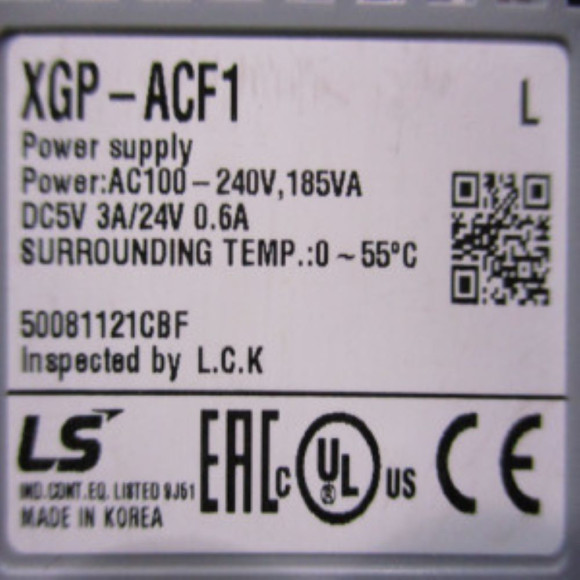 XGP-ACF1
L
Power supply
Power:AC100-240V,185VA
DC5V 3A/24V 0.6A
SURROUNDING TEMP.:0~55°C
50081121CBF
Inspected by L.C.K
LS
EAC
C UL® US
CE
IND.CONT.EQ. LISTED 9J51
MADE IN KOREA